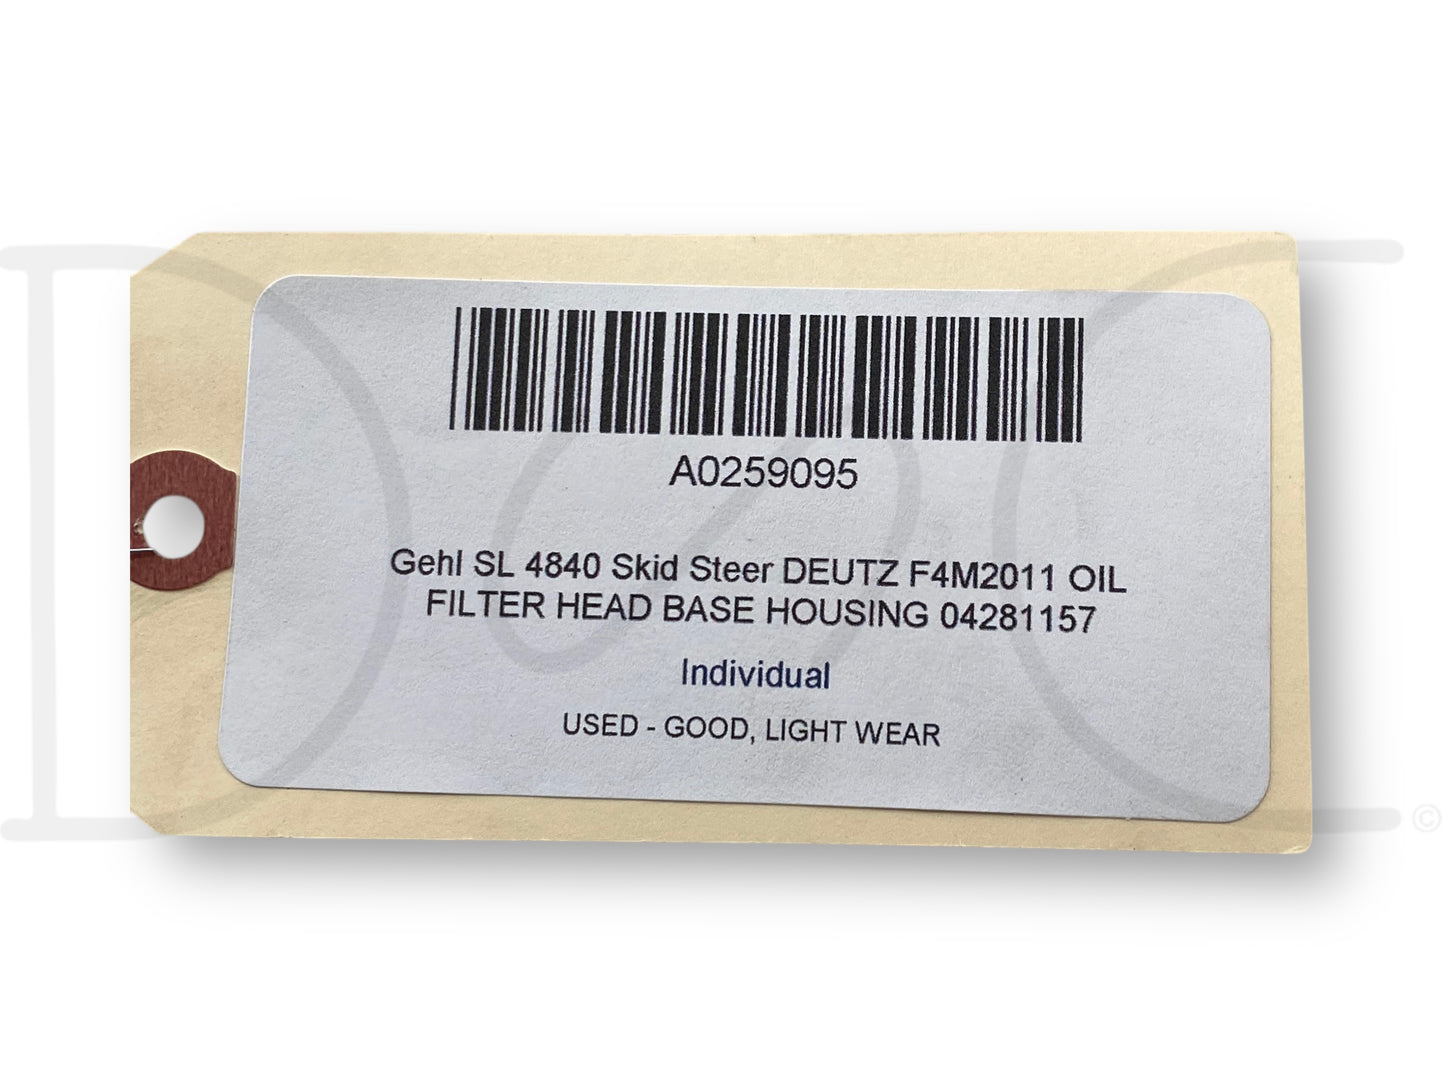 A0259095
Gehl SL 4840 Skid Steer DEUTZ F4M2011 OIL
FILTER HEAD BASE HOUSING 04281157
Individual
USED - GOOD, LIGHT WEAR
©